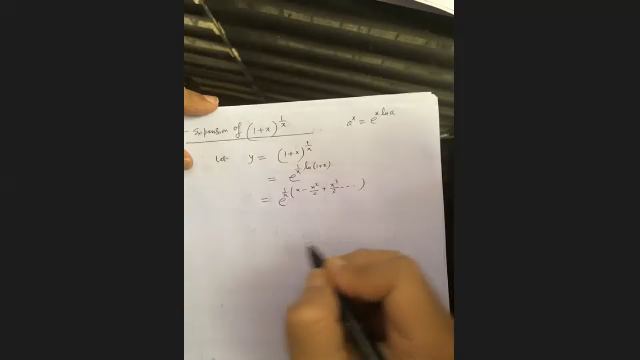 - Expansion of (1+x)^{1/x}
a^x = e^{x ln a}
Let y = (1+x)^{1/x}
= e^{1/x ln(1+x)}
= e^{1/x (x - x²/2 + x³/3 - ...)}